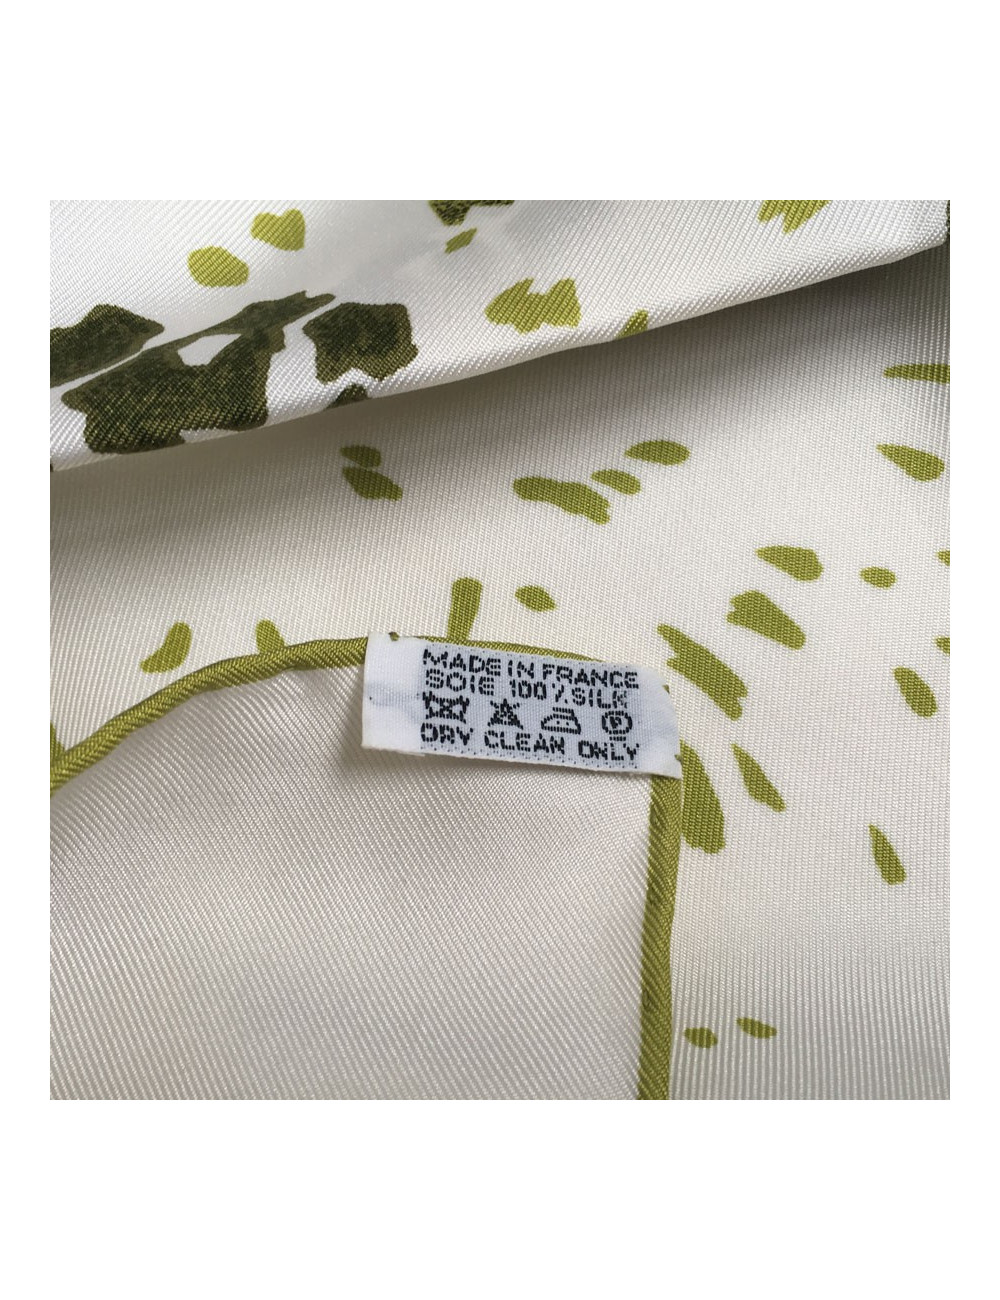 MADE IN FRANCE
SOIE 100% SILK
P
DRY CLEAN ONLY